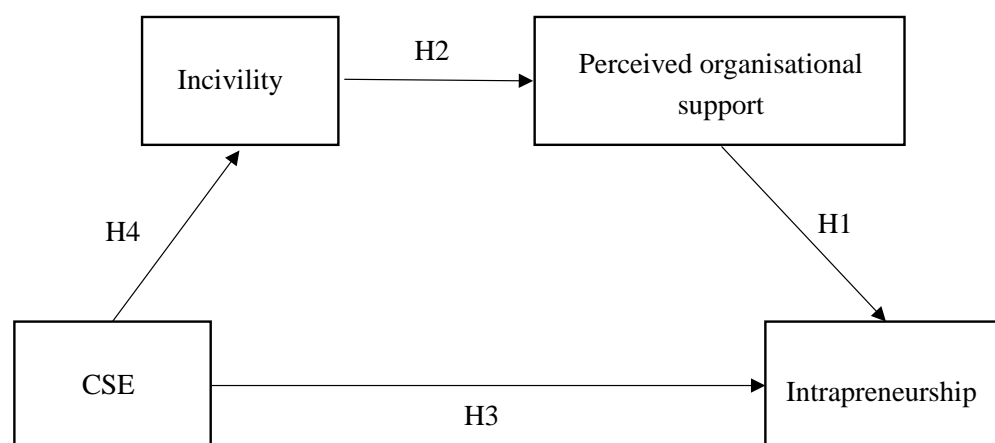 H2
Incivility
Perceived organisational
support
H4
H1
CSE
H3
Intrapreneurship